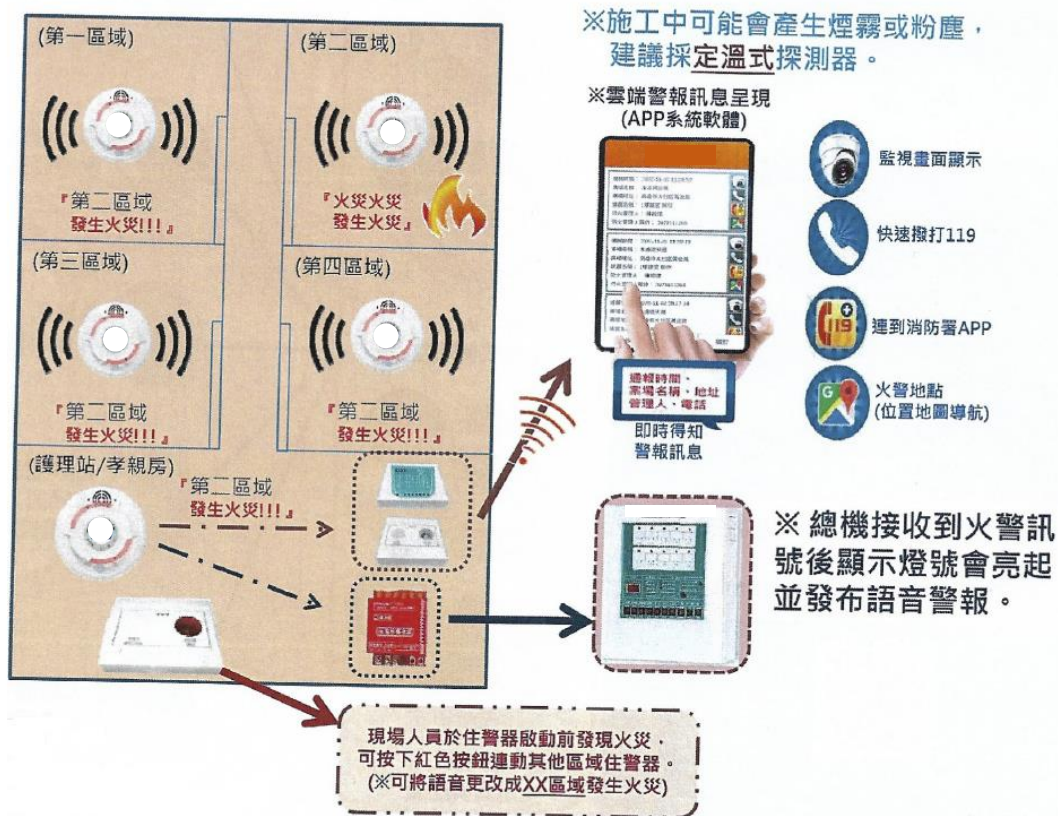 (第一區域)
『第二區域
發生火災!!!』
(第二區域)
『火災火災
發生火災』
(第三區域)
『第二區域
發生火災!!!』
(第四區域)
『第二區域
發生火災!!!』
(護理站/孝親房)
『第二區域
發生火災!!!』
※施工中可能會產生煙霧或粉塵，
建議採定溫式探測器。
※雲端警報訊息呈現
(APP系統軟體)
通報時間、
案場名稱、地址
管理人、電話
即時得知
警報訊息
監視畫面顯示
快速撥打119
119
連到消防署APP
G
火警地點
(位置地圖導航)
※ 總機接收到火警訊
號後顯示燈號會亮起
並發布語音警報。
現場人員於住警器啟動前發現火災，
可按下紅色按鈕連動其他區域住警器。
(※可將語音更改成XX區域發生火災)